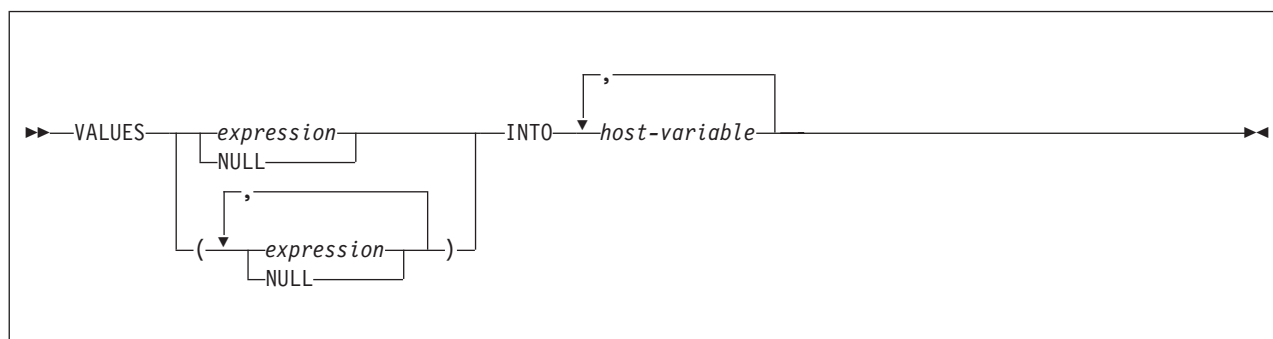 ,
VALUES expression INTO host-variable
NULL
,
( expression )
NULL